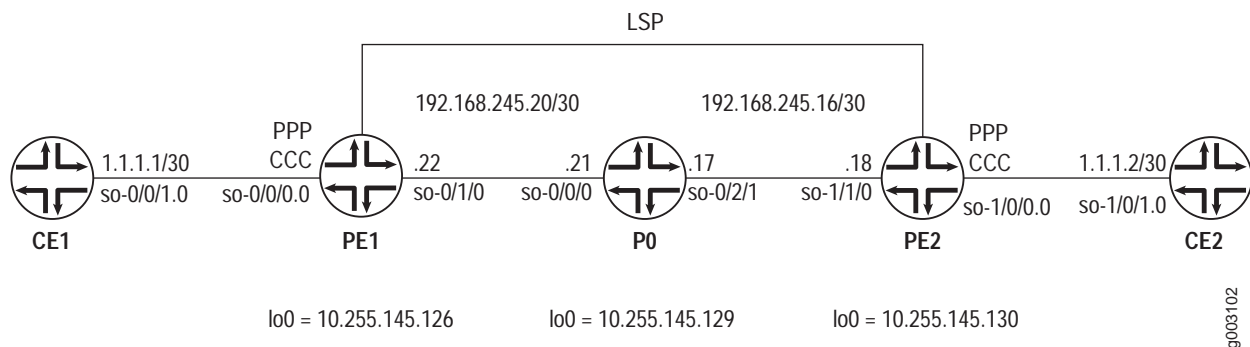 LSP
192.168.245.20/30
192.168.245.16/30
PPP
CCC
PPP
CCC
1.1.1.1/30
.22
.21
.17
.18
1.1.1.2/30
so-0/0/1.0
so-0/0/0.0
so-0/1/0
so-0/0/0
so-0/2/1
so-1/1/0
so-1/0/0.0
so-1/0/1.0
CE1
PE1
P0
PE2
CE2
lo0 = 10.255.145.126
lo0 = 10.255.145.129
lo0 = 10.255.145.130
g003102